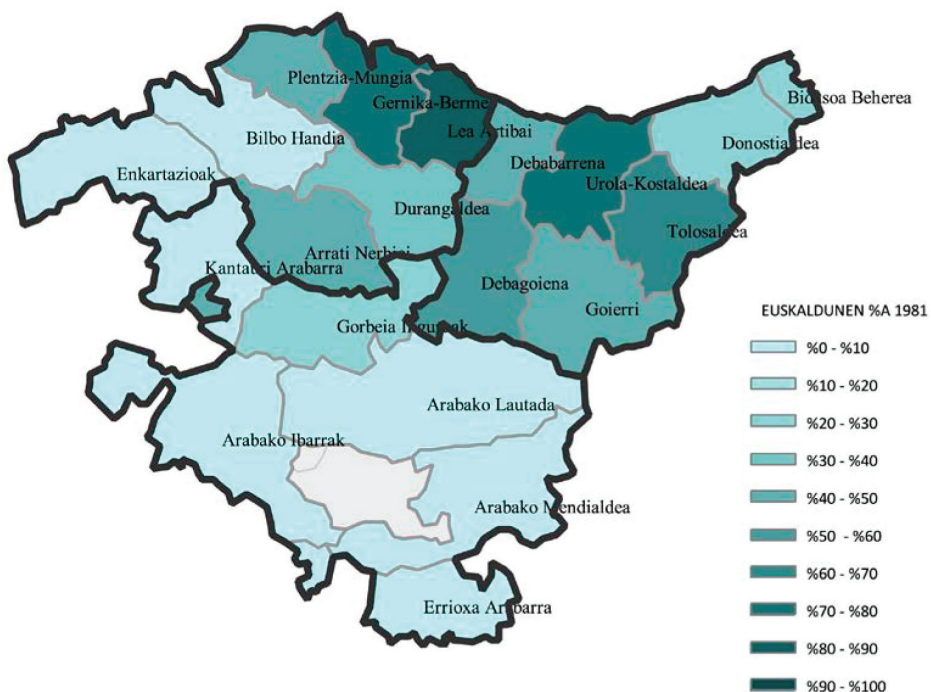 Plentzia-Mungia
Gernika-Berme
Bidasoa Beherea
Lea Artibai
Bilbo Handia
Donostialdea
Debabarrena
Enkartazioak
Urola-Kostaldea
Durangaldea
Tolosaldea
Arrati Nerbioi
Kantauri Arabarra
Debagoiena
Goierri
Gorbeia Inguruak
Arabako Lautada
Arabako Ibarrak
Arabako Mendialdea
Errioxa Arabarra
EUSKALDUNEN %A 1981
%0 - %10
%10 - %20
%20 - %30
%30 - %40
%40 - %50
%50 - %60
%60 - %70
%70 - %80
%80 - %90
%90 - %100